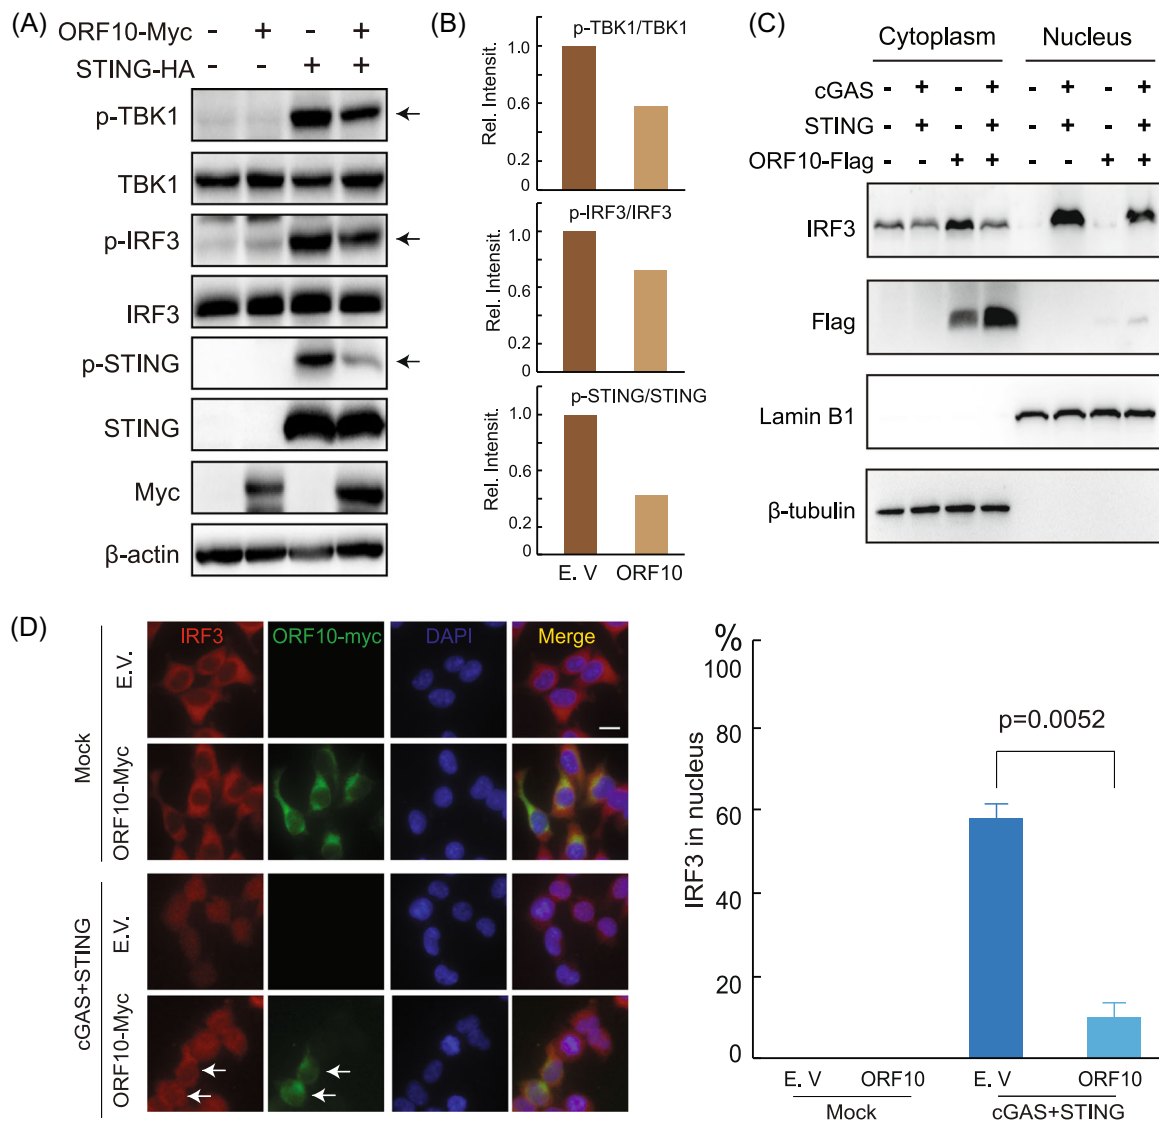 (A)
ORF10-Myc - + - +
STING-HA - - + +
p-TBK1
TBK1
p-IRF3
IRF3
p-STING
STING
Myc
β-actin
(B)
p-TBK1/TBK1
Rel. Intensit.
1.0
0.6
0.2
0
p-IRF3/IRF3
Rel. Intensit.
1.0
0.6
0.2
0
p-STING/STING
Rel. Intensit.
1.0
0.6
0.2
0
E. V ORF10
(C)
Cytoplasm Nucleus
cGAS - + - + - + - +
STING - + - + - + - +
ORF10-Flag - - + + - - + +
IRF3
Flag
Lamin B1
β-tubulin
(D)
IRF3 ORF10-myc DAPI Merge
Mock
E.V.
ORF10-Myc
cGAS+STING
E.V.
ORF10-Myc
%
100
80
60
40
20
0
IRF3 in nucleus
p=0.0052
E. V ORF10 E. V ORF10
Mock cGAS+STING